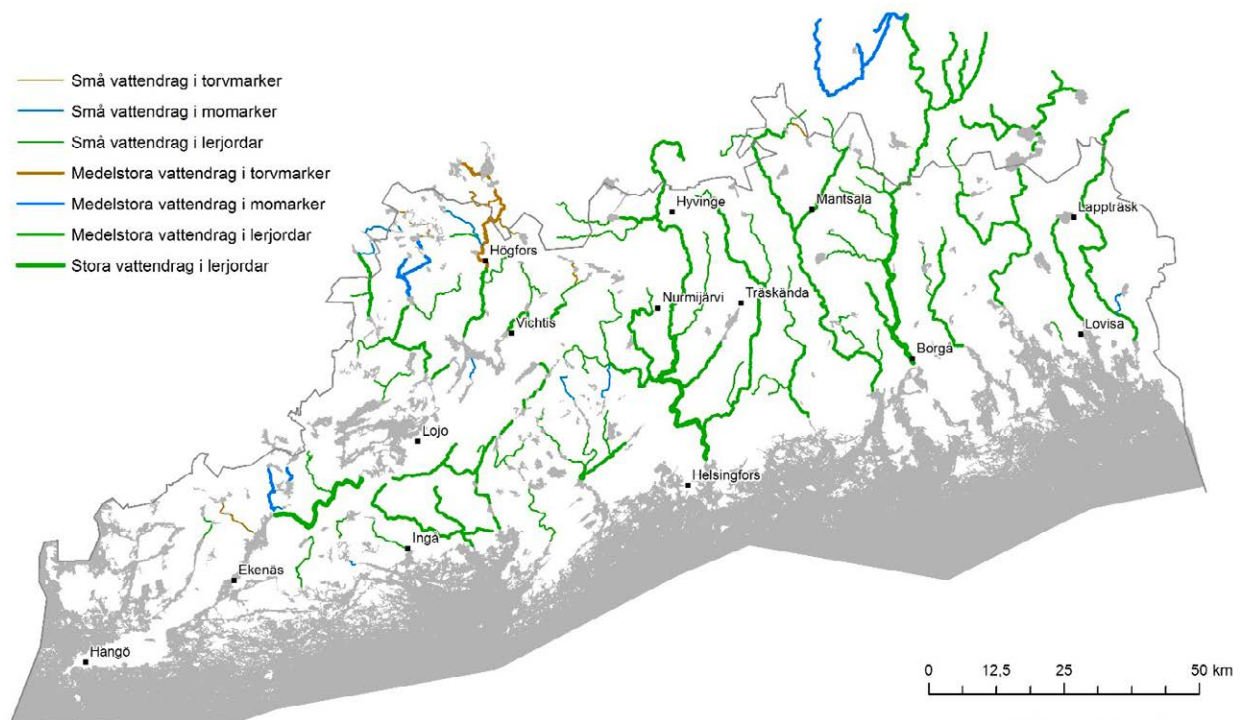 Små vattendrag i torvmarker
Små vattendrag i momarker
Små vattendrag i lerjordar
Medelstora vattendrag i torvmarker
Medelstora vattendrag i momarker
Medelstora vattendrag i lerjordar
Stora vattendrag i lerjordar
Hyvinge
Mäntsälä
Lappträsk
Högfors
Nurmijärvi
Träskända
Vichtis
Lovisa
Borgå
Lojo
Helsingfors
Ingå
Ekenäs
Hangö
0 12,5 25 50 km